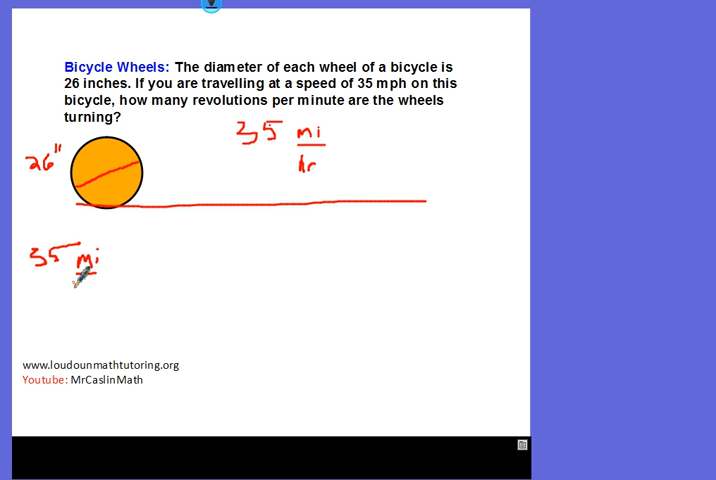 Bicycle Wheels: The diameter of each wheel of a bicycle is
26 inches. If you are travelling at a speed of 35 mph on this
bicycle, how many revolutions per minute are the wheels
turning?
35 mi
hr
26"
35 mi
www.loudounmathtutoring.org
Youtube: MrCaslinMath